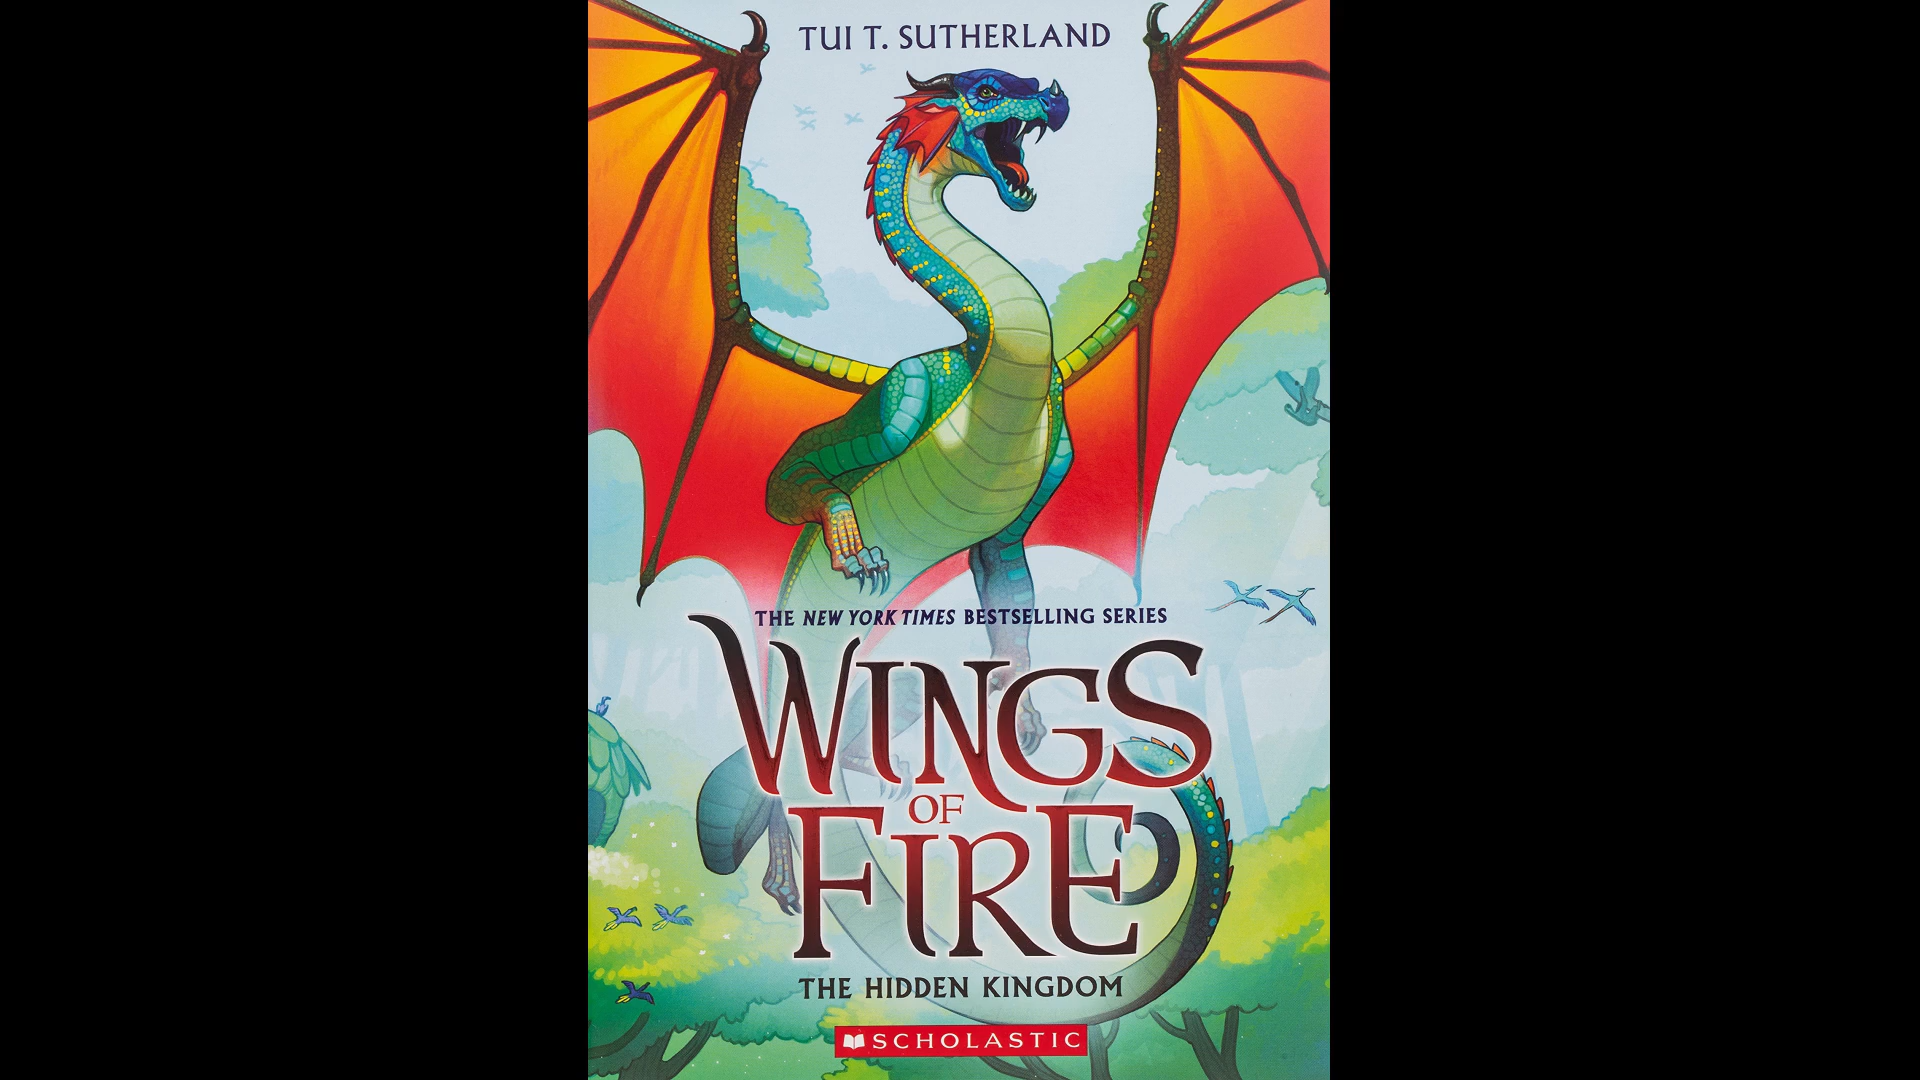 TUI T. SUTHERLAND
THE NEW YORK TIMES BESTSELLING SERIES
WINGS
OF
FIRE
THE HIDDEN KINGDOM
SCHOLASTIC